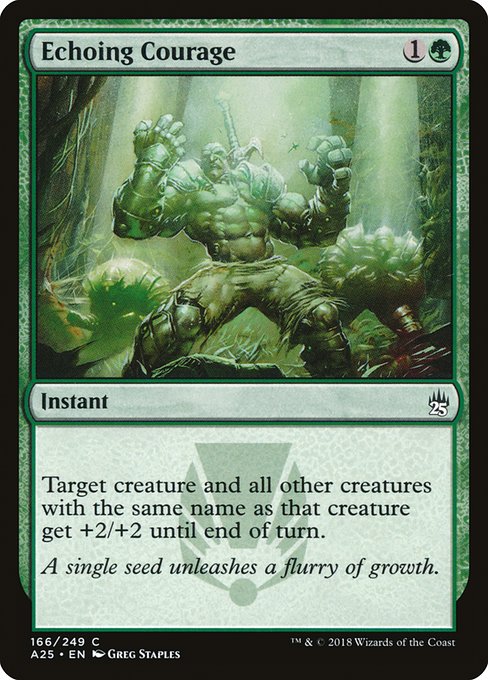 Echoing Courage 1
Instant
25
Target creature and all other creatures
with the same name as that creature
get +2/+2 until end of turn.
A single seed unleashes a flurry of growth.
166/249 C
™ & © 2018 Wizards of the Coast
A25 • EN Greg Staples